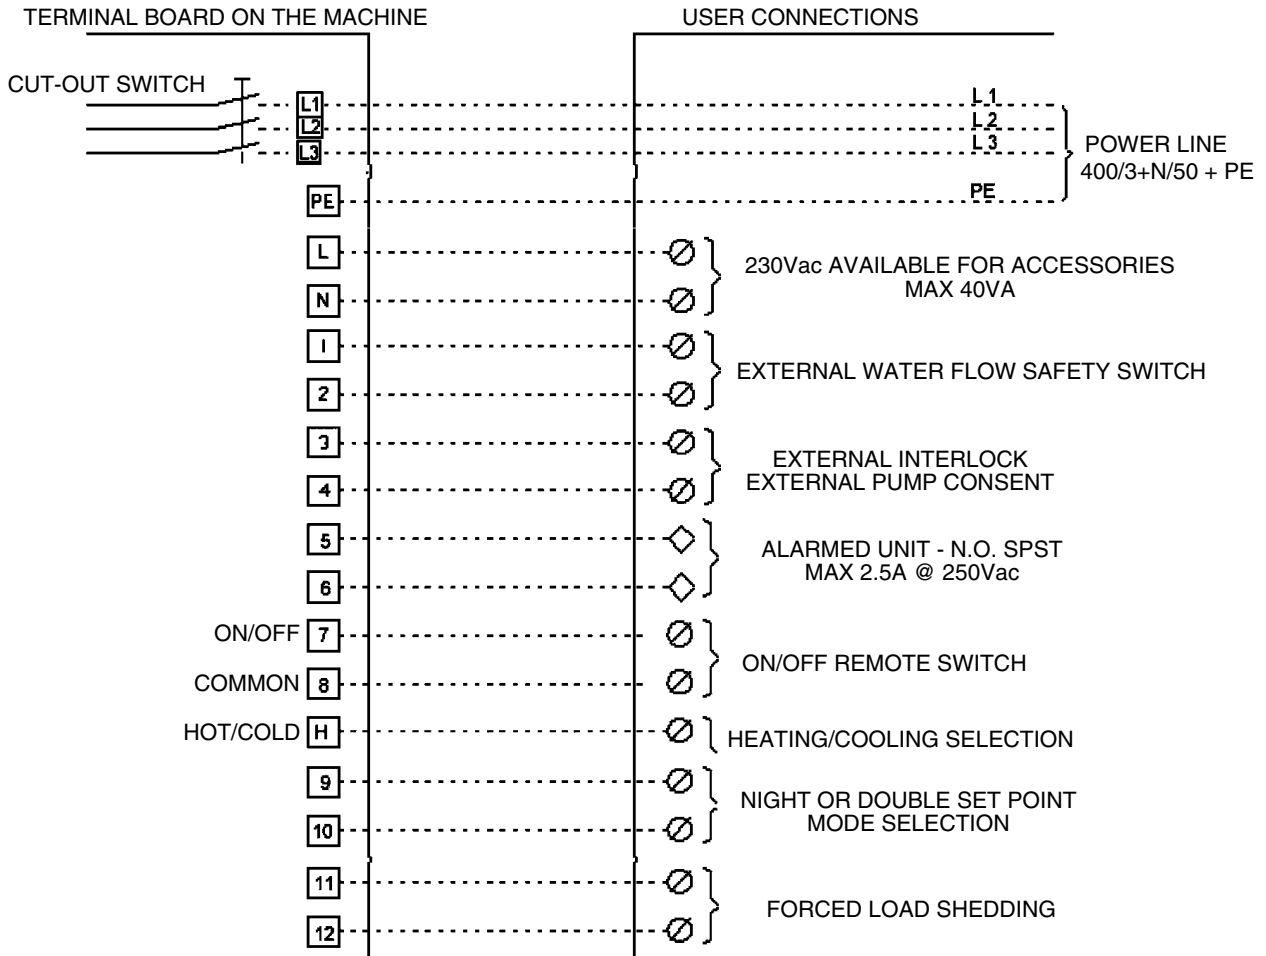 TERMINAL BOARD ON THE MACHINE
USER CONNECTIONS
CUT-OUT SWITCH
L1
L 1
L2
L 2
L3
L 3
POWER LINE
400/3+N/50 + PE
PE
PE
L
230Vac AVAILABLE FOR ACCESSORIES
MAX 40VA
N
1
EXTERNAL WATER FLOW SAFETY SWITCH
2
3
EXTERNAL INTERLOCK
EXTERNAL PUMP CONSENT
4
5
ALARMED UNIT - N.O. SPST
MAX 2.5A @ 250Vac
6
ON/OFF 7
ON/OFF REMOTE SWITCH
COMMON 8
HOT/COLD H
HEATING/COOLING SELECTION
9
NIGHT OR DOUBLE SET POINT
MODE SELECTION
10
11
FORCED LOAD SHEDDING
12